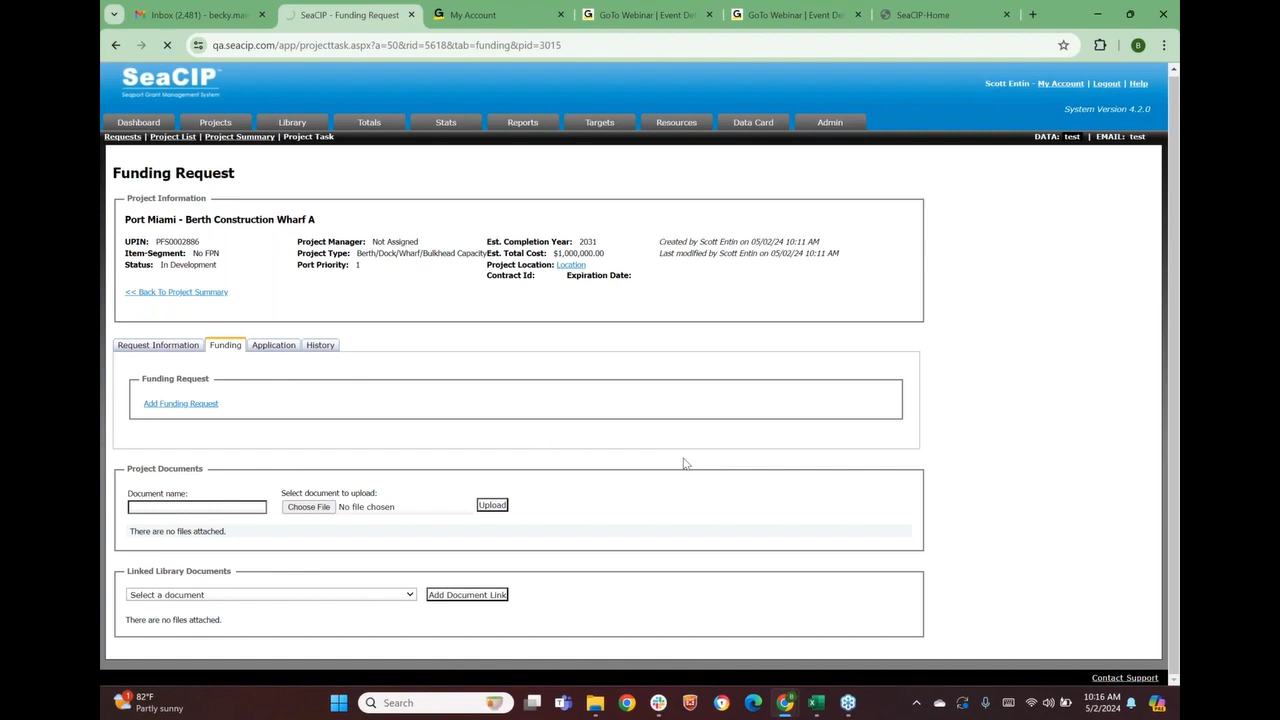 Inbox (2,481) - becky.mai
SeaCIP - Funding Request
My Account
GoTo Webinar | Event Det
GoTo Webinar | Event De
SeaCIP-Home
qa.seacip.com/app/projecttask.aspx?a=50&rid=5618&tab=funding&pid=3015
B
SeaCIP
Seaport Grant Management System
Scott Entin — My Account | Logout | Help
System Version 4.2.0
Dashboard Projects Library Totals Stats Reports Targets Resources Data Card Admin
Requests | Project List | Project Summary | Project Task
DATA: test | EMAIL: test
Funding Request
Project Information
Port Miami - Berth Construction Wharf A
UPIN: PFS0002886
Item-Segment: No FPN
Status: In Development
Project Manager: Not Assigned
Project Type: Berth/Dock/Wharf/Bulkhead Capacity
Port Priority: 1
Est. Completion Year: 2031
Est. Total Cost: $1,000,000.00
Project Location: Location
Contract Id: Expiration Date:
Created by Scott Entin on 05/02/24 10:11 AM
Last modified by Scott Entin on 05/02/24 10:11 AM
<< Back To Project Summary
Request Information Funding Application History
Funding Request
Add Funding Request
Project Documents
Document name:
Select document to upload:
Choose File No file chosen
Upload
There are no files attached.
Linked Library Documents
Select a document
Add Document Link
There are no files attached.
Contact Support
1
82°F
Partly sunny
Search
10:16 AM
5/2/2024